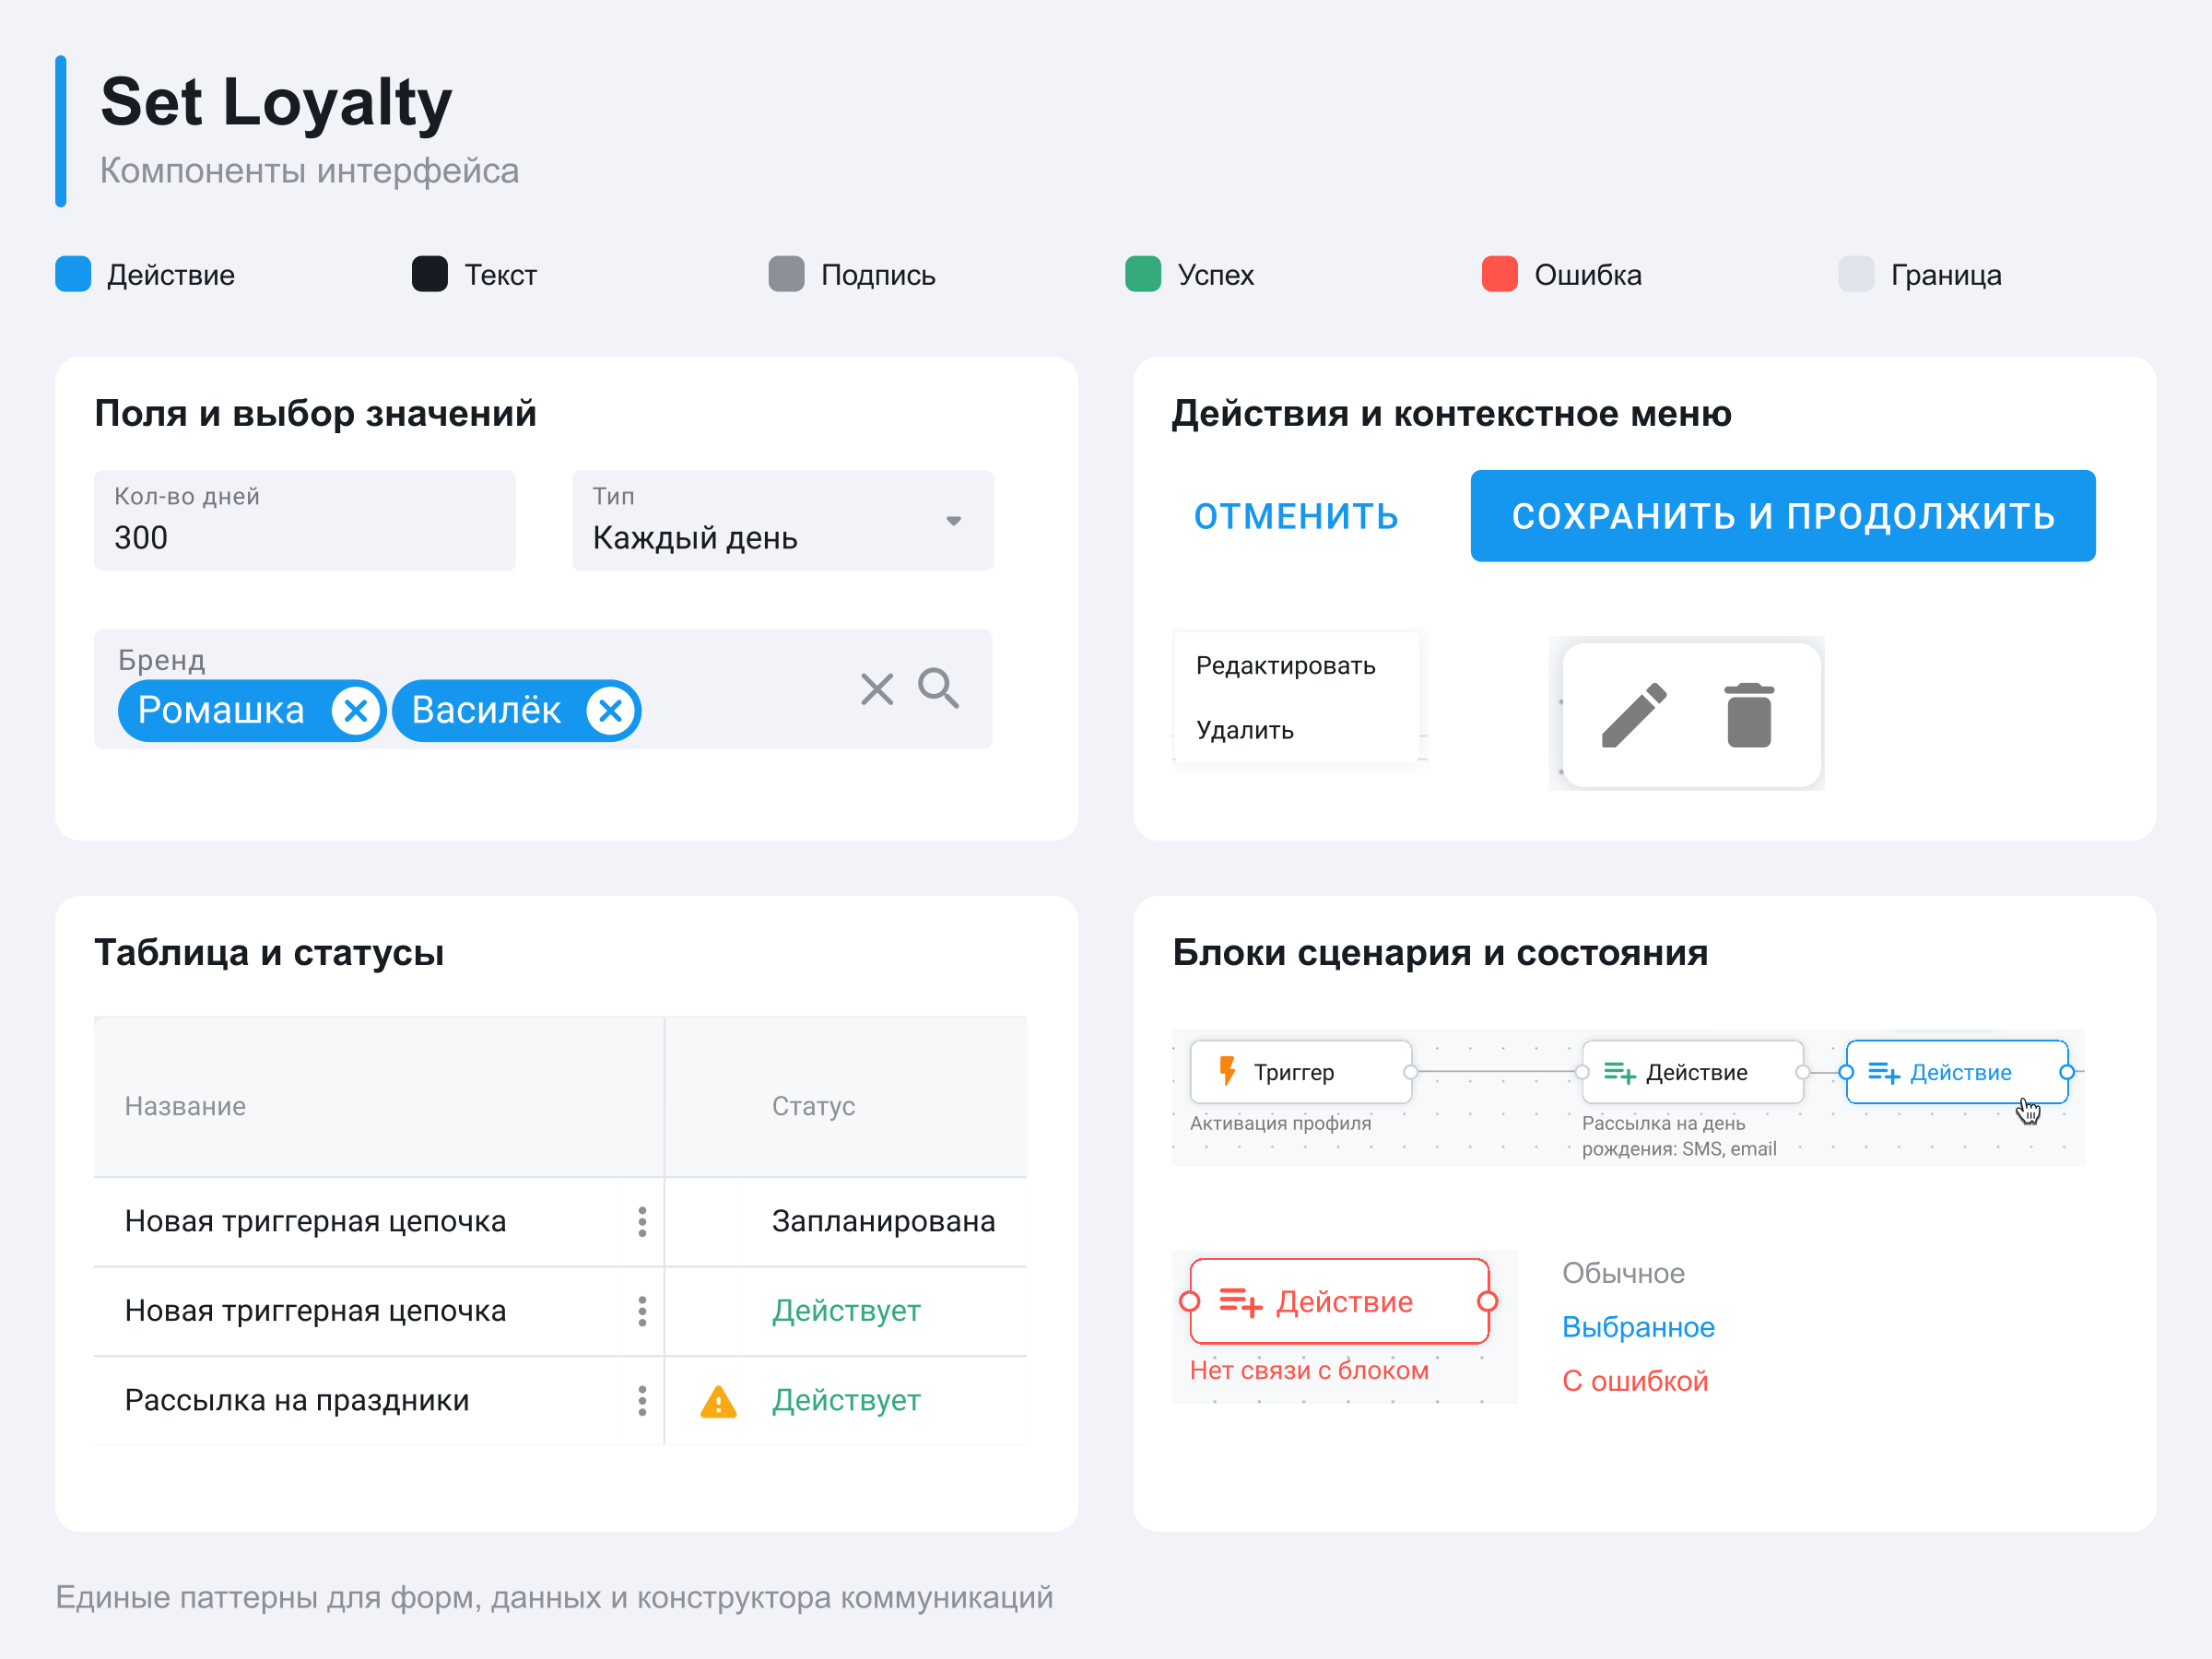 Set Loyalty
Компоненты интерфейса
Действие
Текст
Подпись
Успех
Ошибка
Граница
Поля и выбор значений
Кол-во дней
300
Тип
Каждый день
Бренд
Ромашка
Василёк
Действия и контекстное меню
ОТМЕНИТЬ
СОХРАНИТЬ И ПРОДОЛЖИТЬ
Редактировать
Удалить
Таблица и статусы
Название
Статус
Новая триггерная цепочка
Запланирована
Новая триггерная цепочка
Действует
Рассылка на праздники
Действует
Блоки сценария и состояния
Триггер
Активация профиля
Действие
Рассылка на день
рождения: SMS, email
Действие
Действие
Нет связи с блоком
Обычное
Выбранное
С ошибкой
Единые паттерны для форм, данных и конструктора коммуникаций